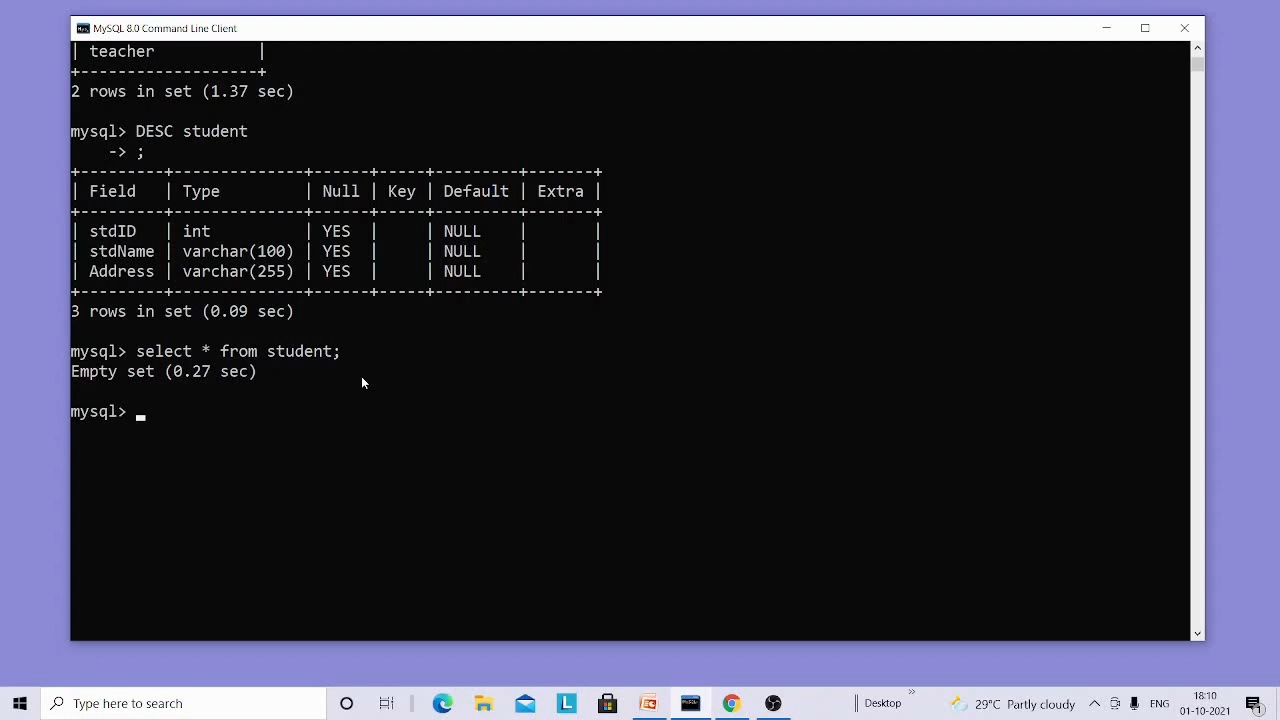 MySQL 8.0 Command Line Client
| teacher           |
+-------------------+
2 rows in set (1.37 sec)
mysql> DESC student
    -> ;
+---------+--------------+------+-----+---------+-------+
| Field   | Type         | Null | Key | Default | Extra |
+---------+--------------+------+-----+---------+-------+
| stdID   | int          | YES  |     | NULL    |       |
| stdName | varchar(100) | YES  |     | NULL    |       |
| Address | varchar(255) | YES  |     | NULL    |       |
+---------+--------------+------+-----+---------+-------+
3 rows in set (0.09 sec)
mysql> select * from student;
Empty set (0.27 sec)
mysql>
Type here to search
Desktop
29°C Partly cloudy
ENG
18:10
01-10-2021